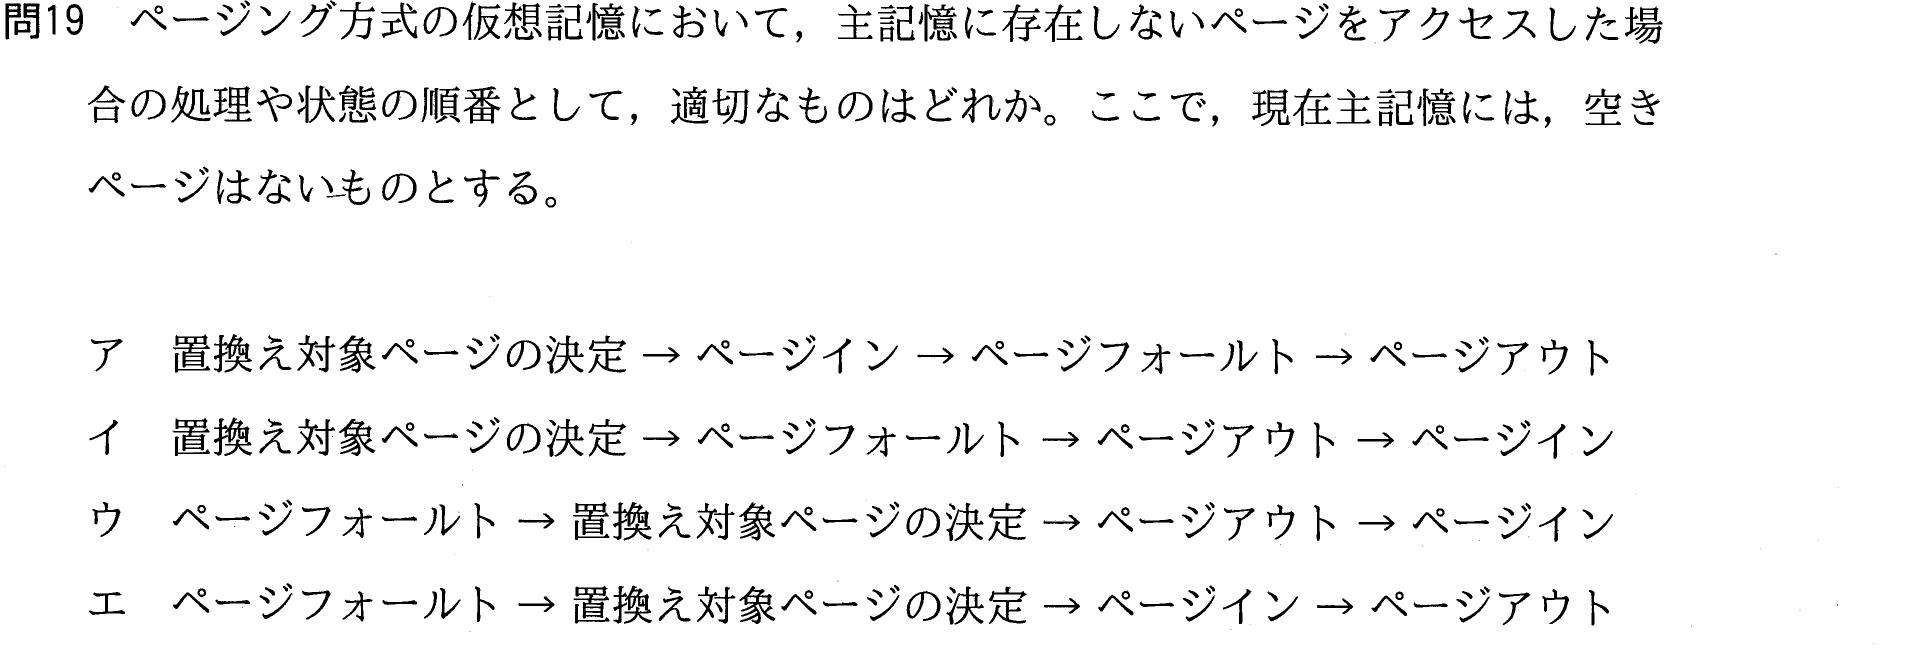 問19　ページング方式の仮想記憶において，主記憶に存在しないページをアクセスした場
合の処理や状態の順番として，適切なものはどれか。ここで，現在主記憶には，空き
ページはないものとする。
ア　置換え対象ページの決定 → ページイン → ページフォールト → ページアウト
イ　置換え対象ページの決定 → ページフォールト → ページアウト → ページイン
ウ　ページフォールト → 置換え対象ページの決定 → ページアウト → ページイン
エ　ページフォールト → 置換え対象ページの決定 → ページイン → ページアウト